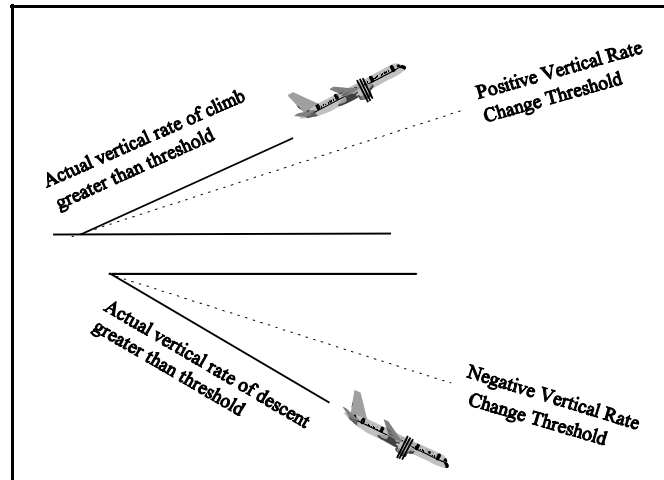 Positive Vertical Rate
Change Threshold
Actual vertical rate of climb
greater than threshold
Actual vertical rate of descent
greater than threshold
Negative Vertical Rate
Change Threshold